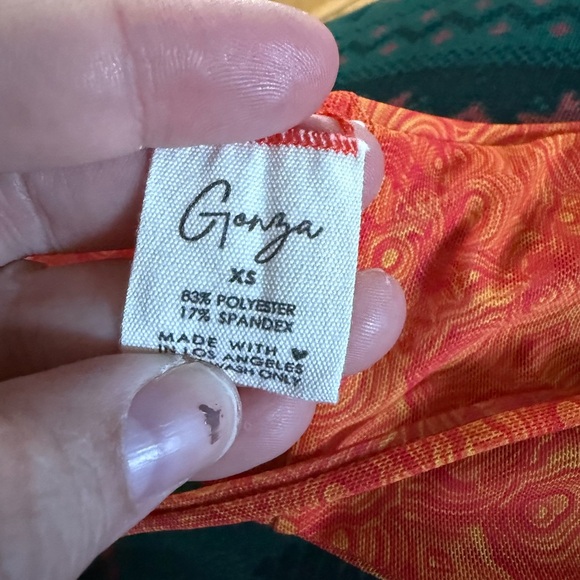 Gonza
XS
83% POLYESTER
17% SPANDEX
MADE WITH ♥
IN LOS ANGELES
WASH ONLY